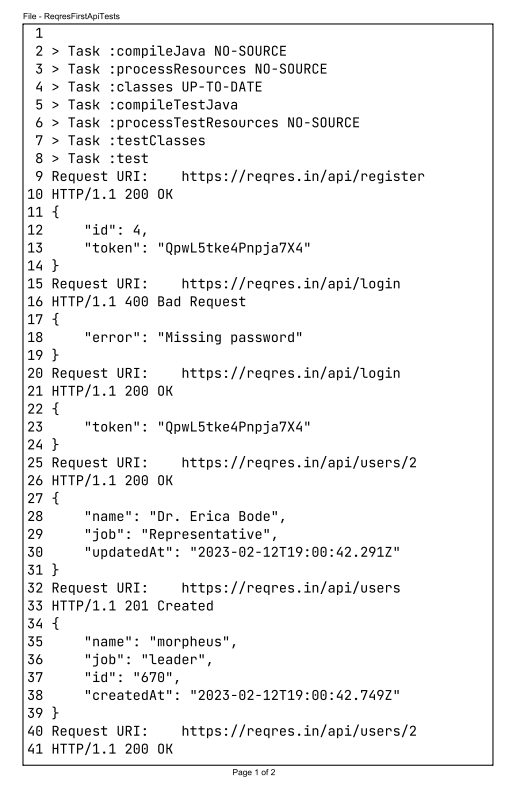 File - ReqresFirstApiTests
1
2 > Task :compileJava NO-SOURCE
3 > Task :processResources NO-SOURCE
4 > Task :classes UP-TO-DATE
5 > Task :compileTestJava
6 > Task :processTestResources NO-SOURCE
7 > Task :testClasses
8 > Task :test
9 Request URI:    https://reqres.in/api/register
10 HTTP/1.1 200 OK
11 {
12     "id": 4,
13     "token": "QpwL5tke4Pnpja7X4"
14 }
15 Request URI:    https://reqres.in/api/login
16 HTTP/1.1 400 Bad Request
17 {
18     "error": "Missing password"
19 }
20 Request URI:    https://reqres.in/api/login
21 HTTP/1.1 200 OK
22 {
23     "token": "QpwL5tke4Pnpja7X4"
24 }
25 Request URI:    https://reqres.in/api/users/2
26 HTTP/1.1 200 OK
27 {
28     "name": "Dr. Erica Bode",
29     "job": "Representative",
30     "updatedAt": "2023-02-12T19:00:42.291Z"
31 }
32 Request URI:    https://reqres.in/api/users
33 HTTP/1.1 201 Created
34 {
35     "name": "morpheus",
36     "job": "leader",
37     "id": "670",
38     "createdAt": "2023-02-12T19:00:42.749Z"
39 }
40 Request URI:    https://reqres.in/api/users/2
41 HTTP/1.1 200 OK
Page 1 of 2